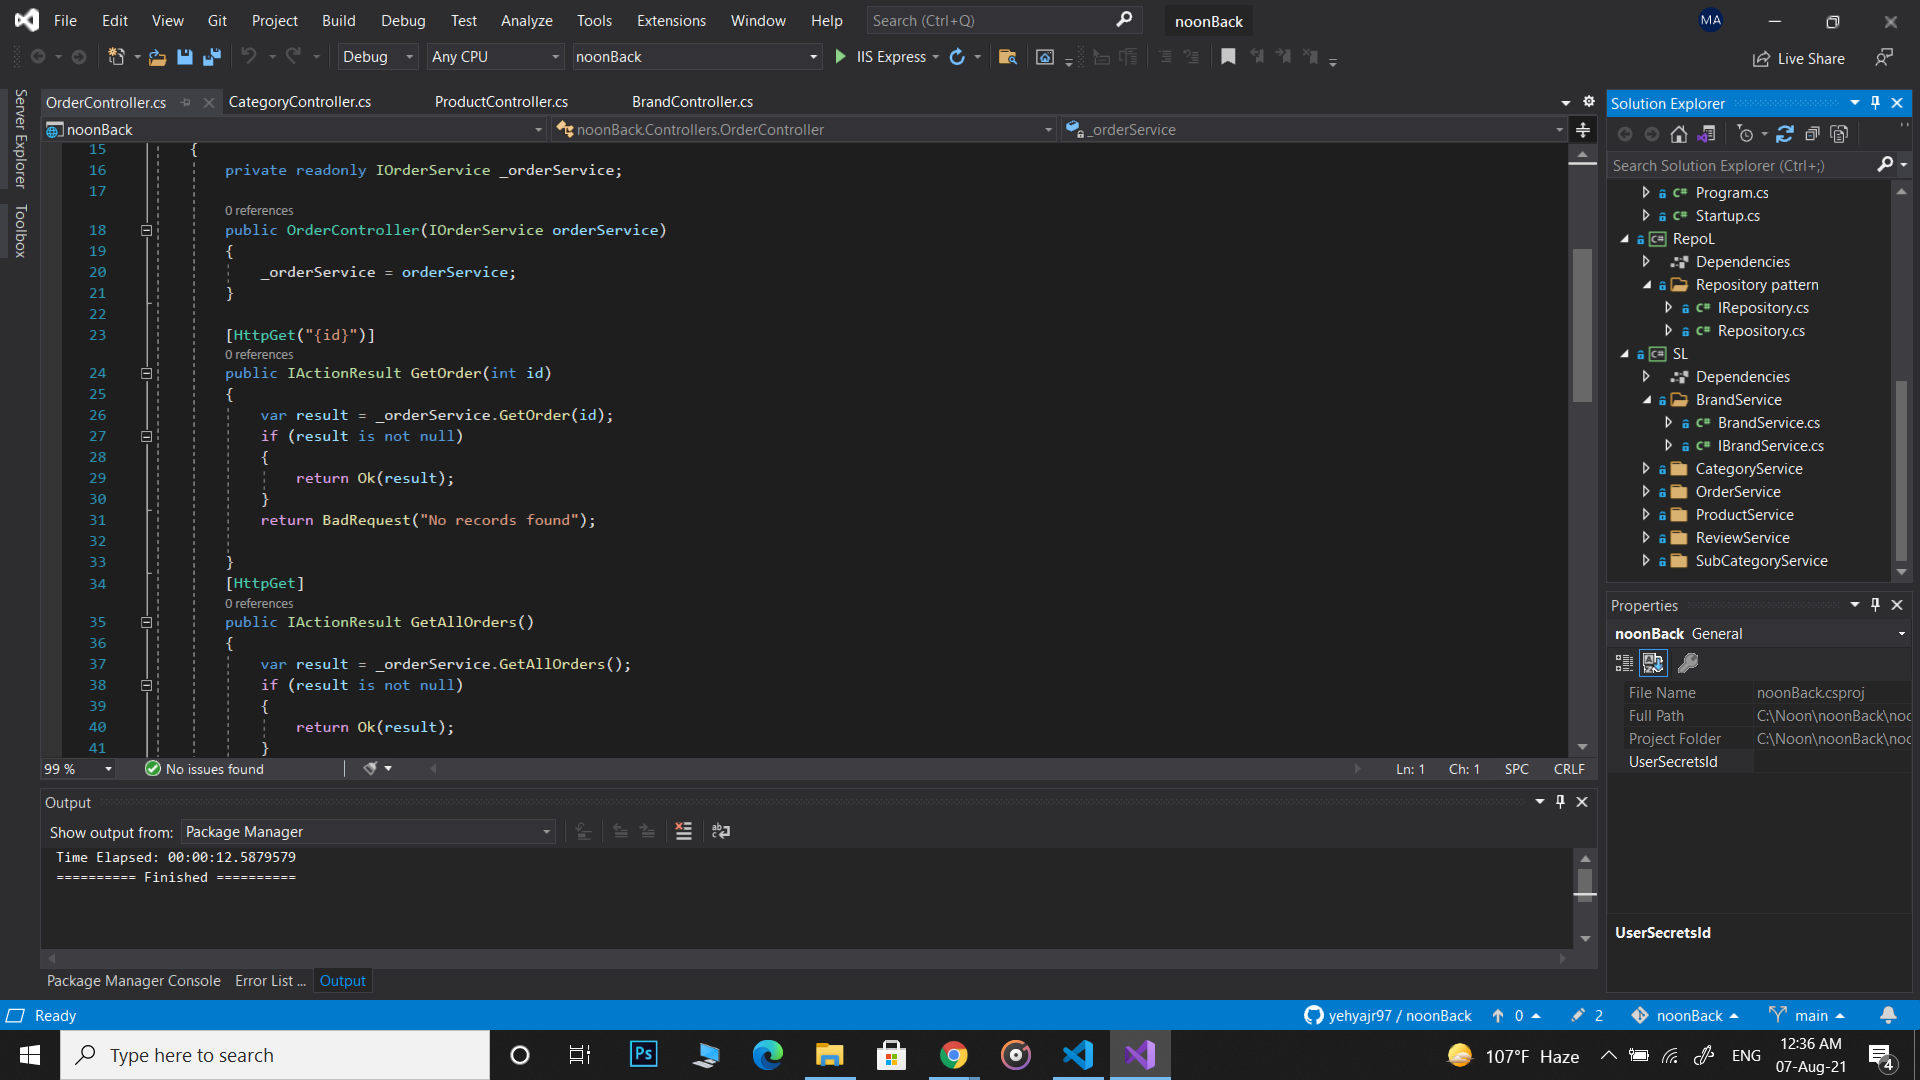 File Edit View Git Project Build Debug Test Analyze Tools Extensions Window Help Search (Ctrl+Q) noonBack MA
Debug Any CPU noonBack IIS Express Live Share
Server Explorer
Toolbox
OrderController.cs CategoryController.cs ProductController.cs BrandController.cs
noonBack noonBack.Controllers.OrderController _orderService
15 {
16 private readonly IOrderService _orderService;
17
0 references
18 public OrderController(IOrderService orderService)
19 {
20 _orderService = orderService;
21 }
22
23 [HttpGet("{id}")]
0 references
24 public IActionResult GetOrder(int id)
25 {
26 var result = _orderService.GetOrder(id);
27 if (result is not null)
28 {
29 return Ok(result);
30 }
31 return BadRequest("No records found");
32
33 }
34 [HttpGet]
0 references
35 public IActionResult GetAllOrders()
36 {
37 var result = _orderService.GetAllOrders();
38 if (result is not null)
39 {
40 return Ok(result);
41 }
99 % No issues found Ln: 1 Ch: 1 SPC CRLF
Output
Show output from: Package Manager
Time Elapsed: 00:00:12.5879579
========== Finished ==========
Package Manager Console Error List ... Output
Solution Explorer
Search Solution Explorer (Ctrl+;)
C# Program.cs
C# Startup.cs
C# RepoL
Dependencies
Repository pattern
C# IRepository.cs
C# Repository.cs
C# SL
Dependencies
BrandService
C# BrandService.cs
C# IBrandService.cs
CategoryService
OrderService
ProductService
ReviewService
SubCategoryService
Properties
noonBack General
File Name noonBack.csproj
Full Path C:\Noon\noonBack\noo
Project Folder C:\Noon\noonBack\noo
UserSecretsId
UserSecretsId
Ready yehyajr97 / noonBack 0 2 noonBack main
Type here to search Ps 107°F Haze ENG 12:36 AM
07-Aug-21 4